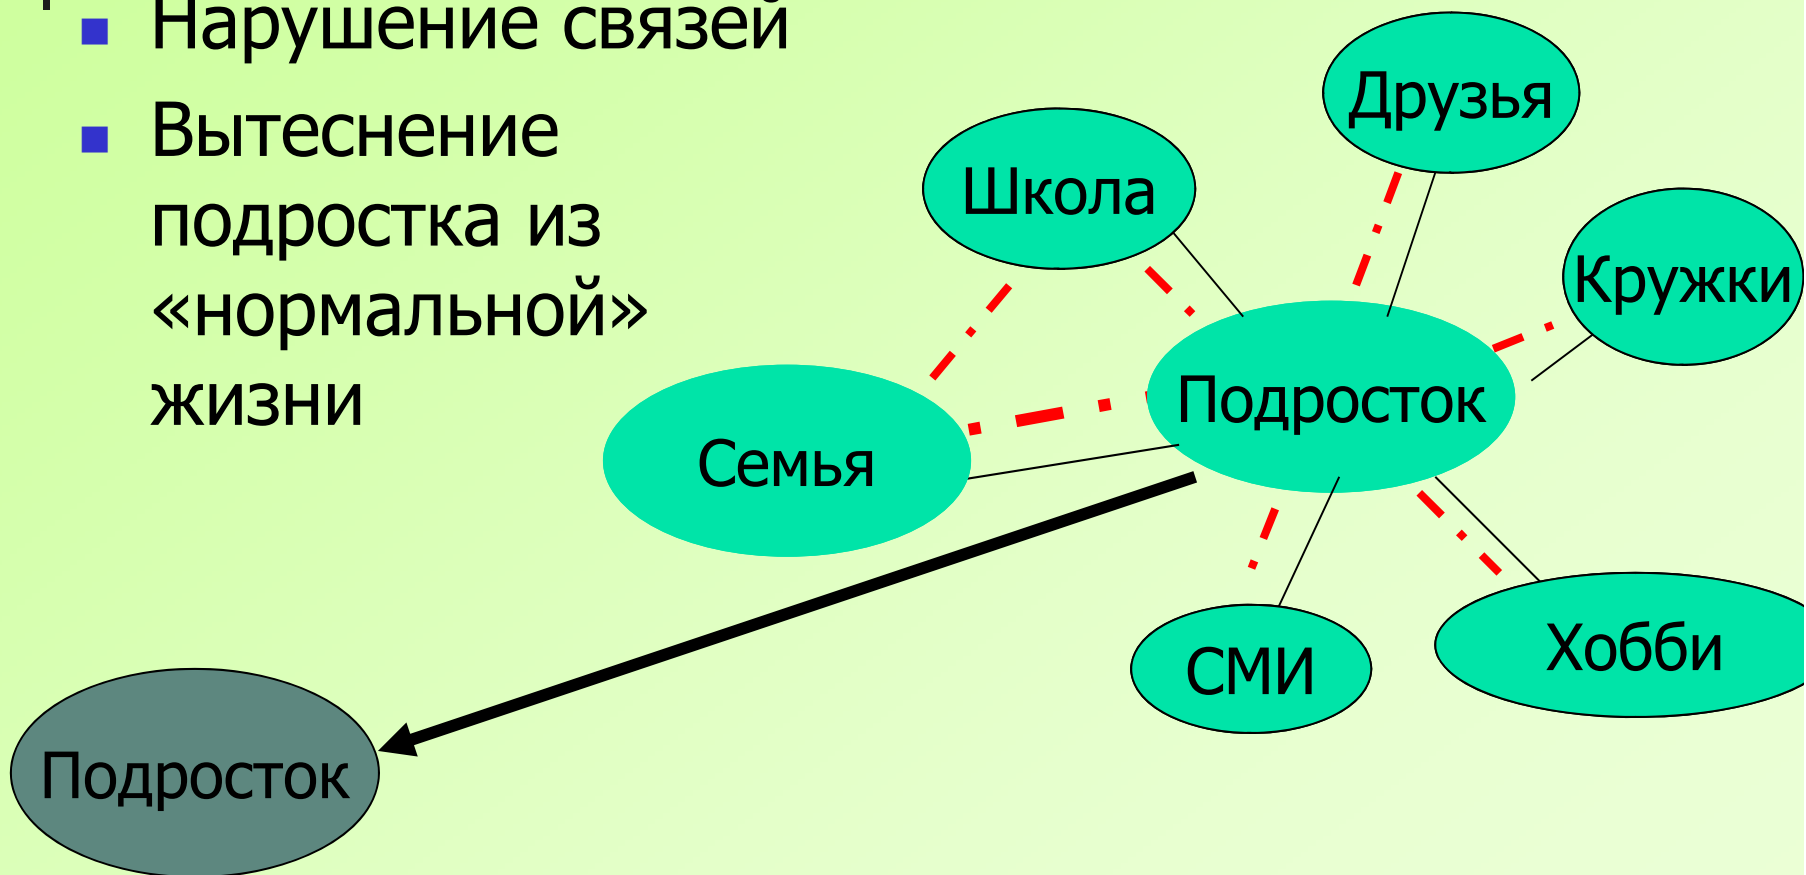 Нарушение связей
Вытеснение
подростка из
«нормальной»
жизни
Друзья
Школа
Кружки
Подросток
Семья
Хобби
СМИ
Подросток